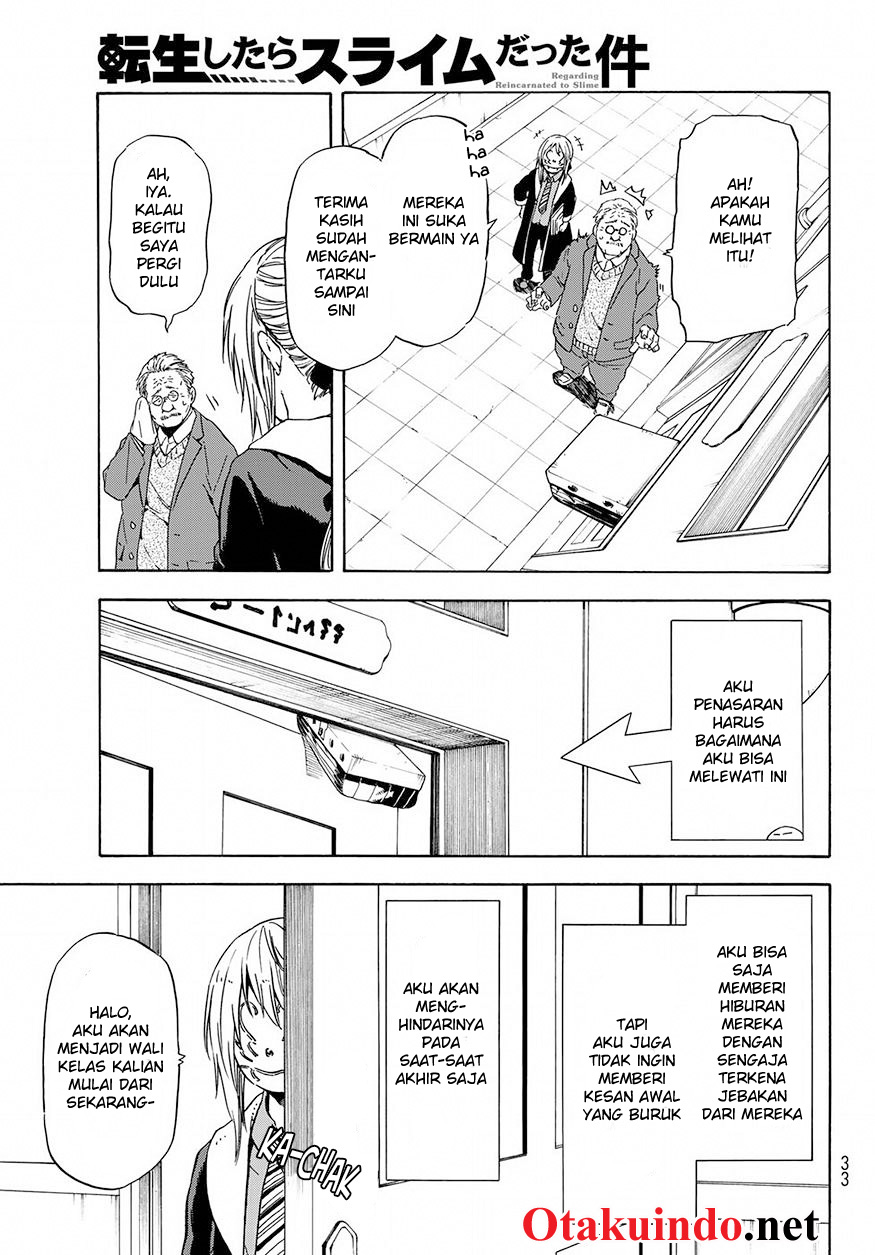 転生したらスライムだった件
Regarding
Reincarnated to Slime
AH!
APAKAH
KAMU
MELIHAT
ITU!
ha
ha
ha
MEREKA
INI SUKA
BERMAIN YA
TERIMA
KASIH
SUDAH
MENGAN-
TARKU
SAMPAI
SINI
AH,
IYA.
KALAU
BEGITU
SAYA
PERGI
DULU
AKU
PENASARAN
HARUS
BAGAIMANA
AKU BISA
MELEWATI INI
AKU BISA
SAJA
MEMBERI
HIBURAN
MEREKA
DENGAN
SENGAJA
TERKENA
JEBAKAN
DARI MEREKA
TAPI
AKU JUGA
TIDAK INGIN
MEMBERI
KESAN AWAL
YANG BURUK
AKU AKAN
MENG-
HINDARINYA
PADA
SAAT-SAAT
AKHIR SAJA
HALO,
AKU AKAN
MENJADI WALI
KELAS KALIAN
MULAI DARI
SEKARANG-
KA-CHAK
33
Otakuindo.net